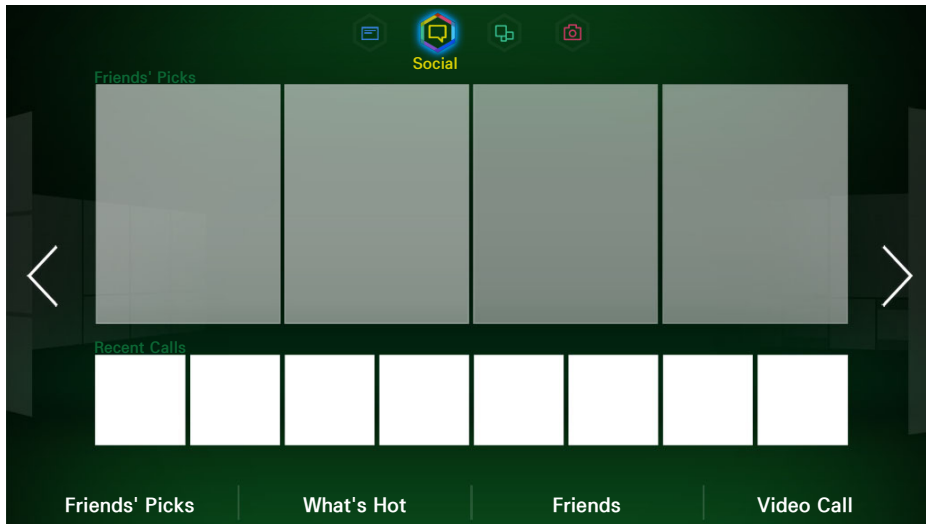 Social
Friends' Picks
Recent Calls
Friends' Picks
What's Hot
Friends
Video Call